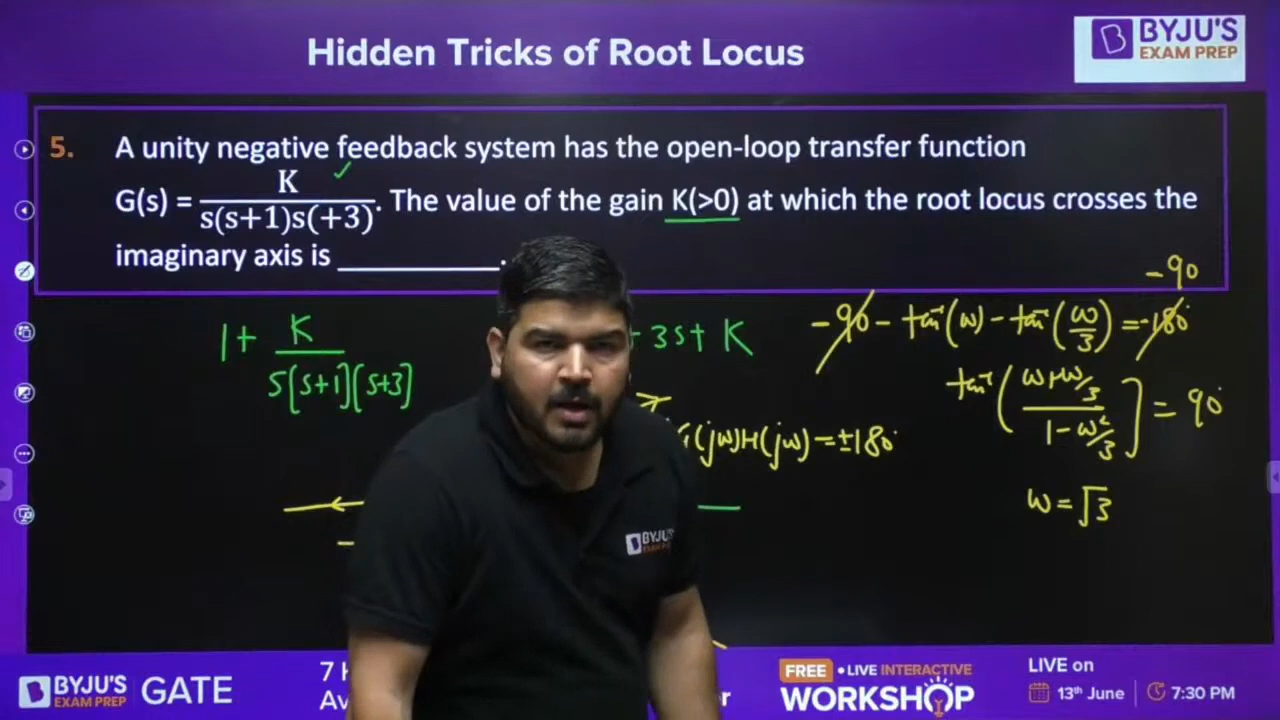 Hidden Tricks of Root Locus
BYJU'S
EXAM PREP
5. A unity negative feedback system has the open-loop transfer function
G(s) = K / s(s+1)s(+3). The value of the gain K(>0) at which the root locus crosses the
imaginary axis is __________.
-90
1 + K / s(s+1)(s+3)
+ 3s + K
-90 - tan⁻¹(ω) - tan⁻¹(ω/3) = -180°
tan⁻¹(ω+ω/3 / 1-ω²/3] = 90°
(jω)H(jω) = ±180°
ω = √3
BYJU'S
EXAM PREP
BYJU'S
EXAM PREP
GATE
7
FREE • LIVE INTERACTIVE
WORKSHOP
LIVE on
13th June | 7:30 PM